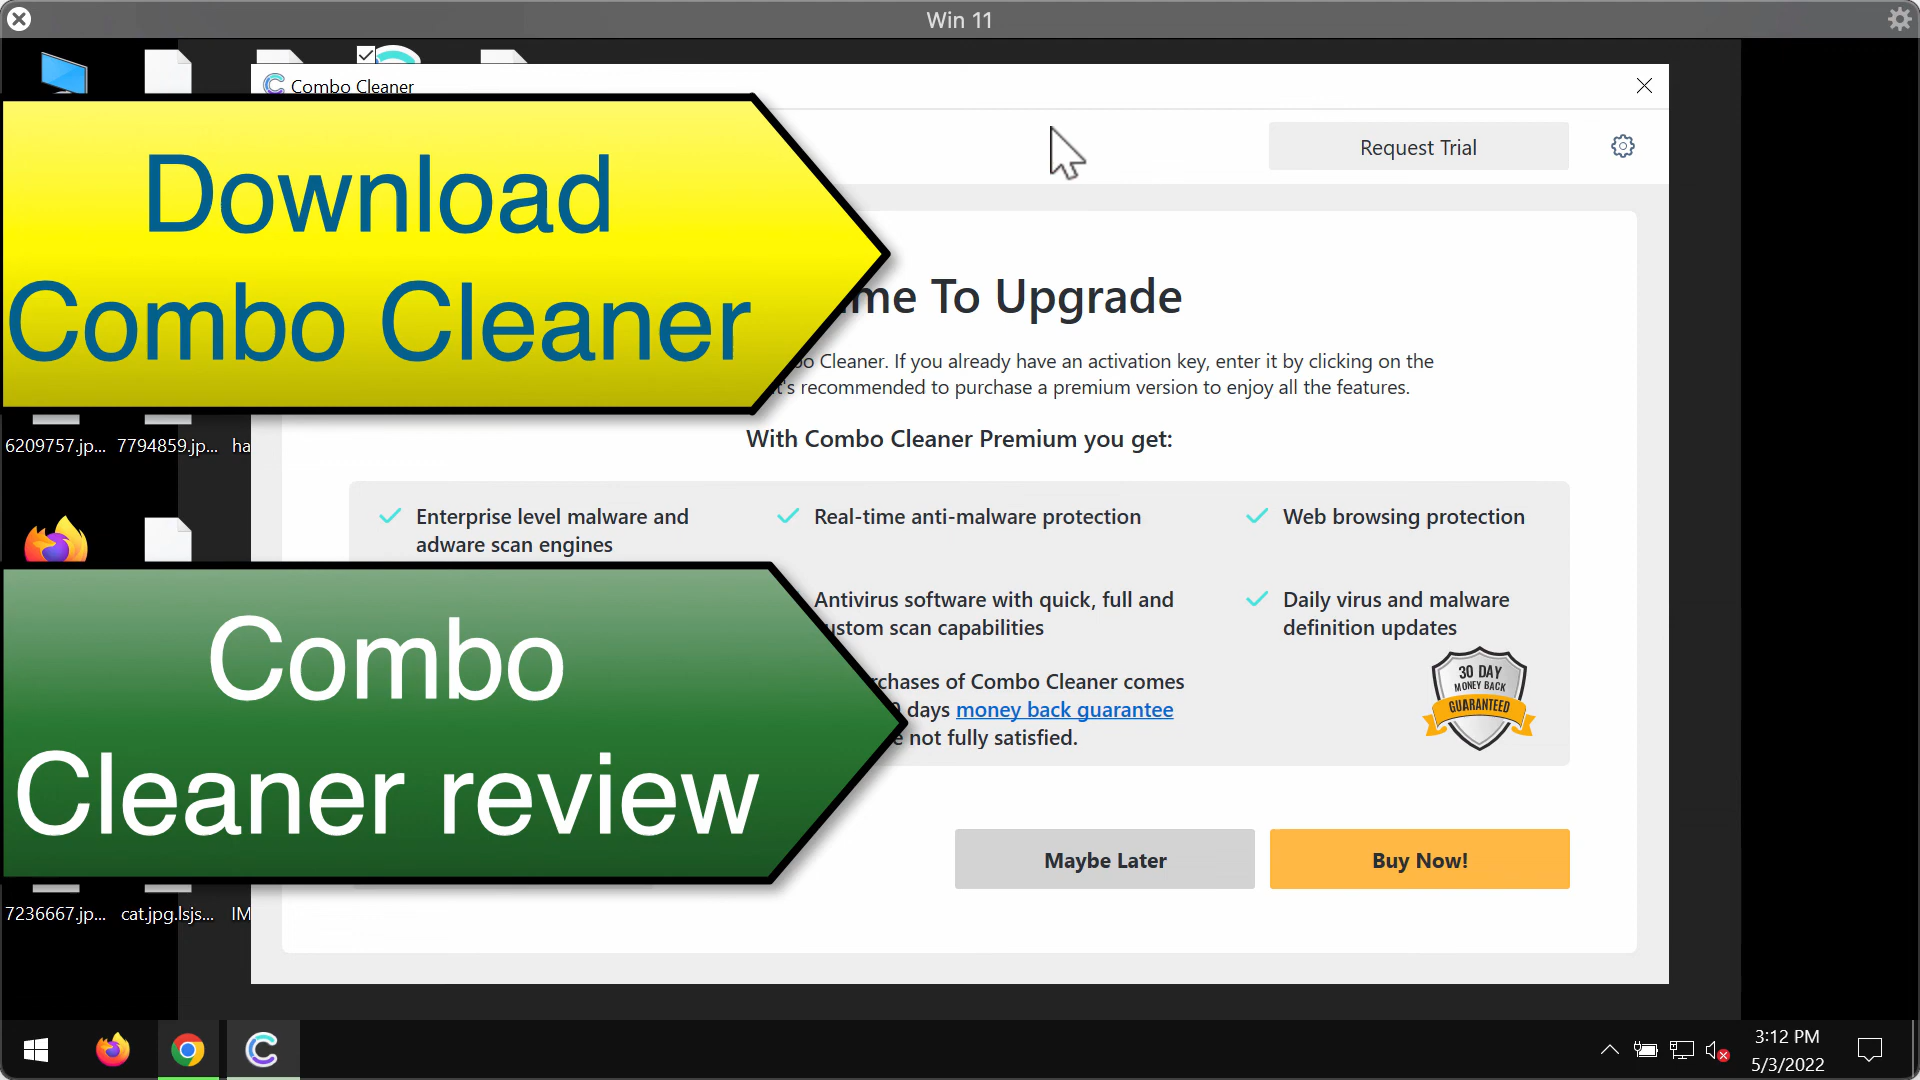 Win 11
Combo Cleaner
Download
Combo Cleaner
Request Trial
To Upgrade
Cleaner. If you already have an activation key, enter it by clicking on the
recommended to purchase a premium version to enjoy all the features.
With Combo Cleaner Premium you get:
Enterprise level malware and
adware scan engines
Real-time anti-malware protection
Web browsing protection
Antivirus software with quick, full and
scan capabilities
Daily virus and malware
definition updates
of Combo Cleaner comes
days money back guarantee
not fully satisfied.
30 DAY
MONEY BACK
GUARANTEED
Combo
Cleaner review
Maybe Later
Buy Now!
6209757.jp...
7794859.jp...
7236667.jp...
cat.jpg.lsjs...
3:12 PM
5/3/2022